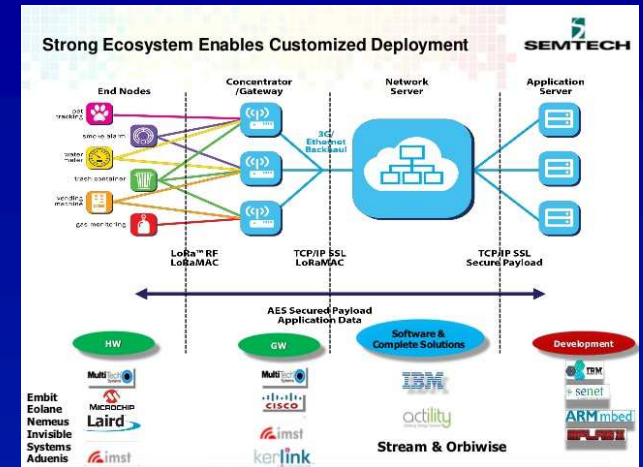 Strong Ecosystem Enables Customized Deployment
SEMTECH
End Nodes
Concentrator
/Gateway
Network
Server
Application
Server
pet
tracking
smoke alarm
water
meter
trash container
vending
machine
gas monitoring
3G/
Ethernet
Backhaul
LoRa™ RF
LoRaMAC
TCP/IP SSL
LoRaMAC
TCP/IP SSL
Secure Payload
AES Secured Payload
Application Data
HW
GW
Software &
Complete Solutions
Development
MultiTech
Systems
MICROCHIP
Laird
imst
Embit
Eolane
Nemeus
Invisible
Systems
Aduenis
MultiTech
Systems
CISCO
imst
kerlink
IBM
actility
Stream & Orbiwise
IBM
senet
ARM mbed